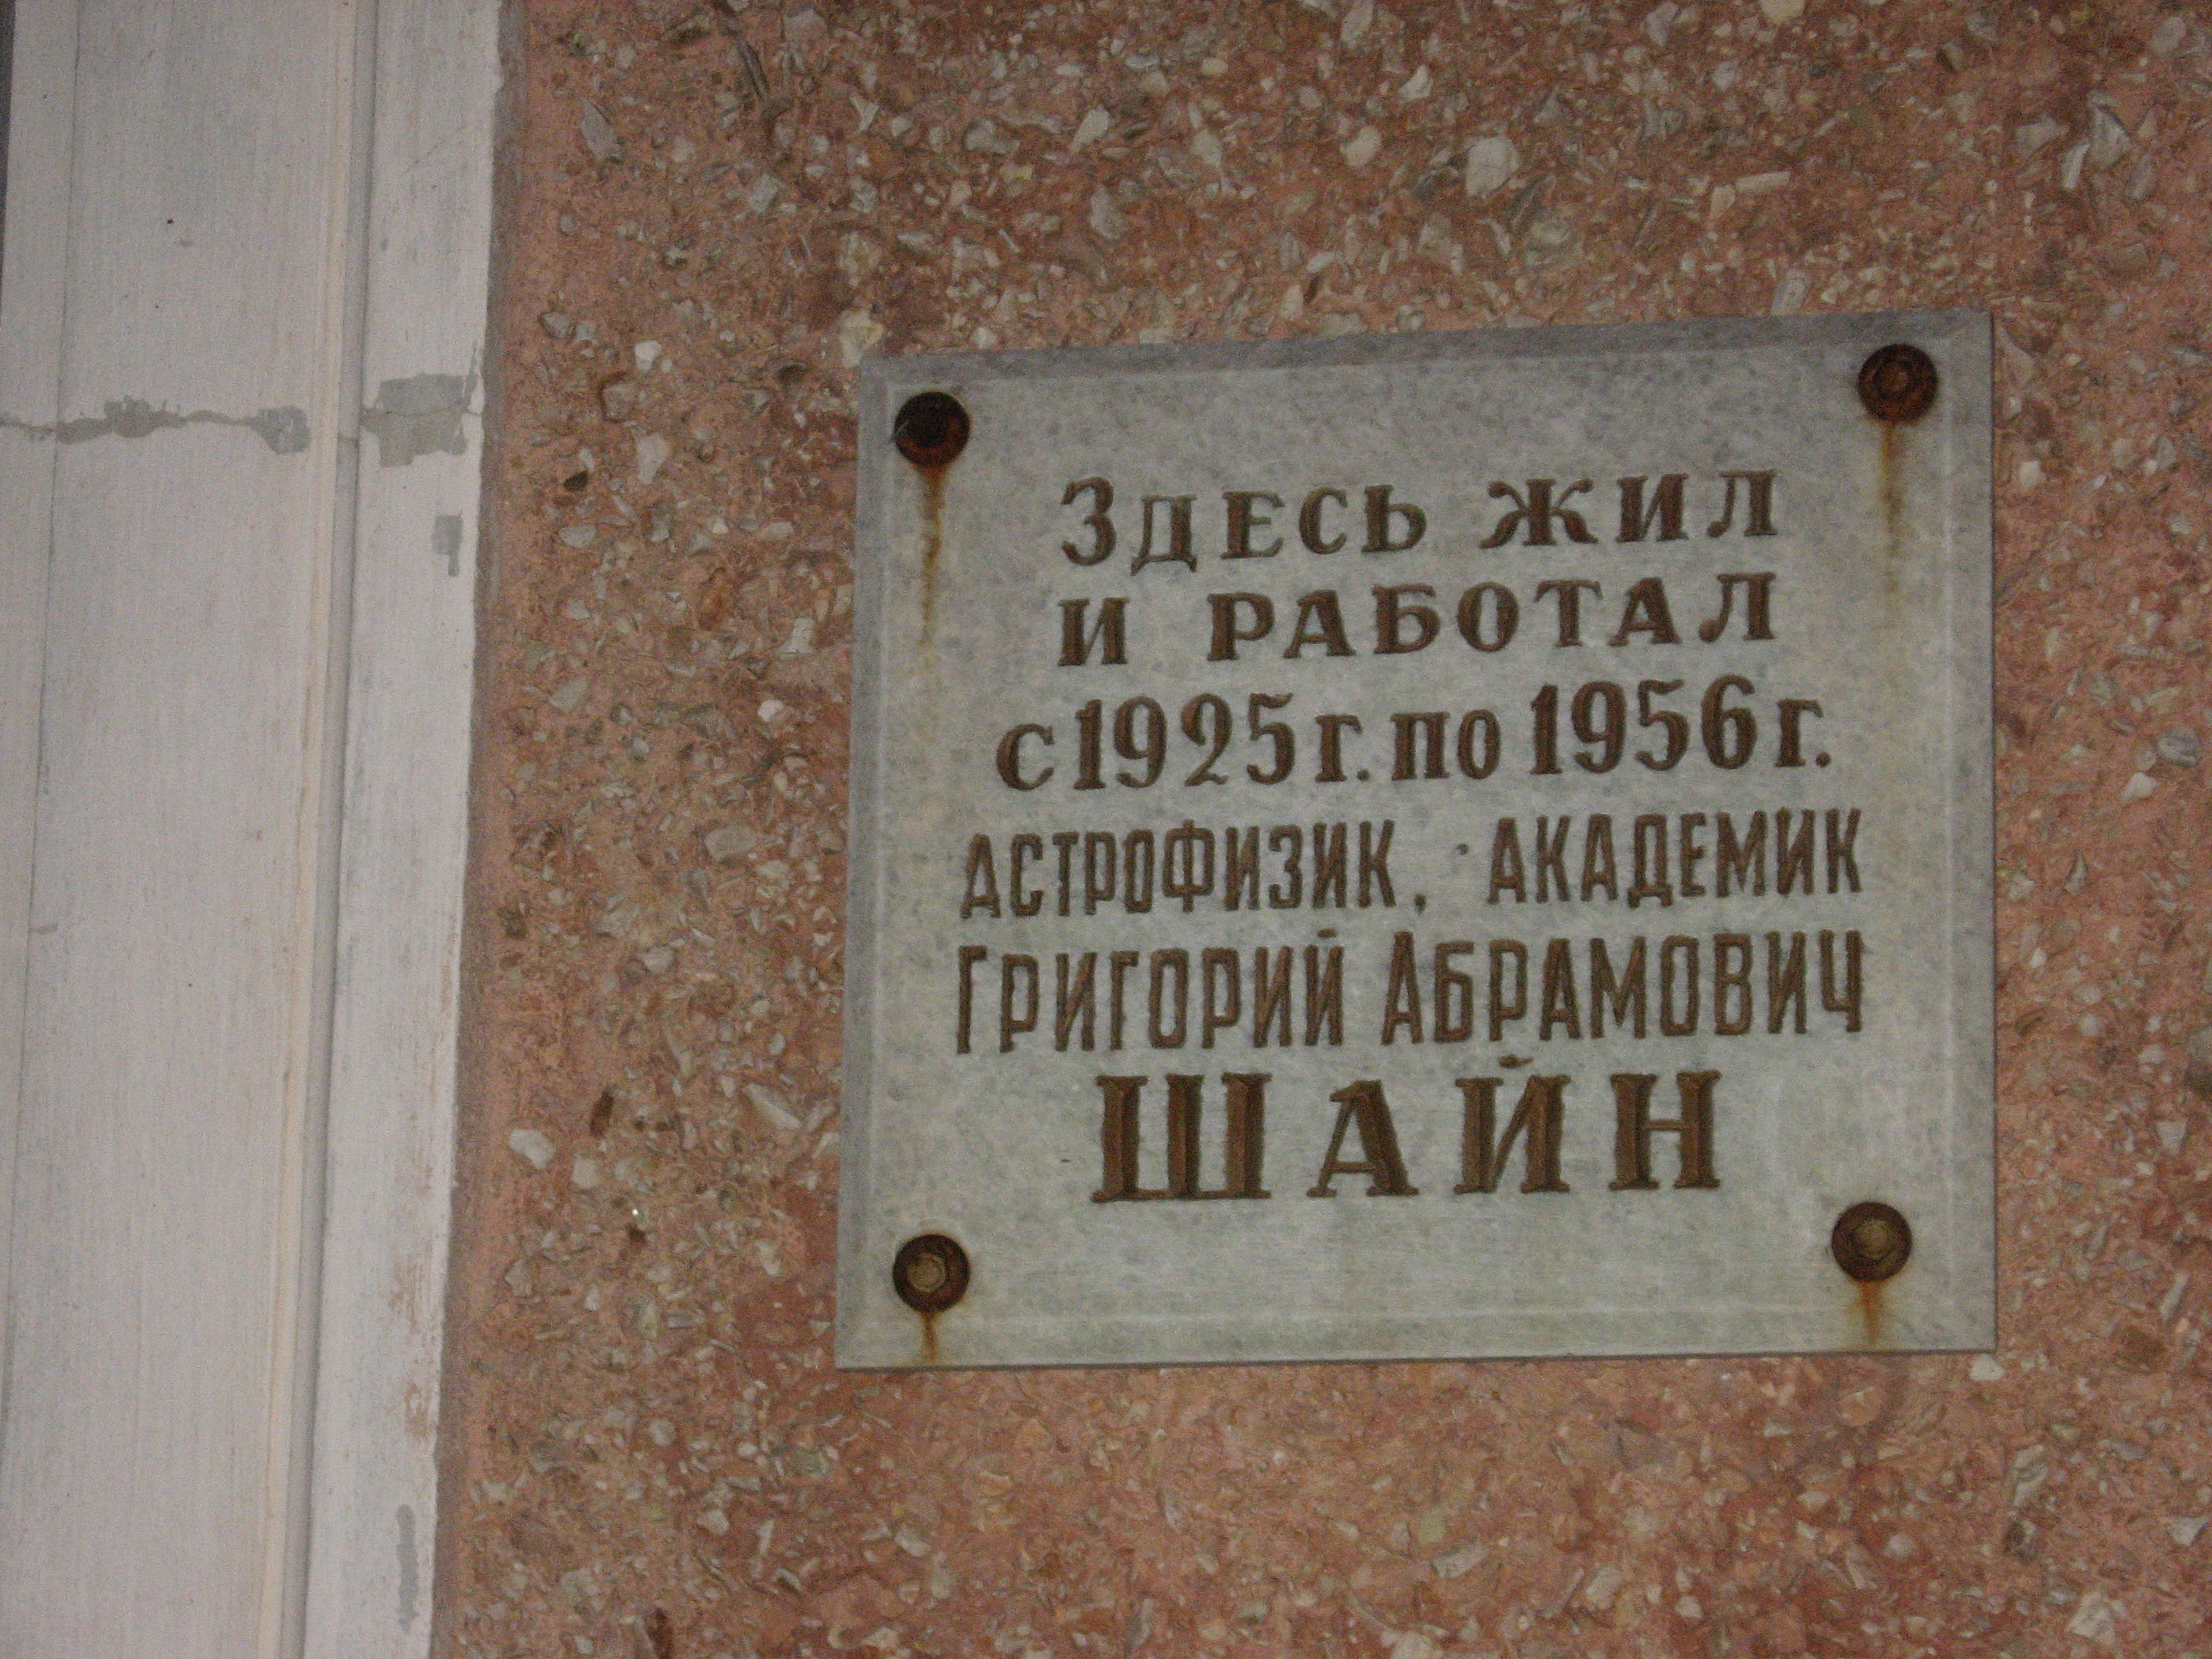 ЗДЕСЬ ЖИЛ
И РАБОТАЛ
с 1925 г. по 1956 г.
АСТРОФИЗИК, АКАДЕМИК
ГРИГОРИЙ АБРАМОВИЧ
ШАЙН